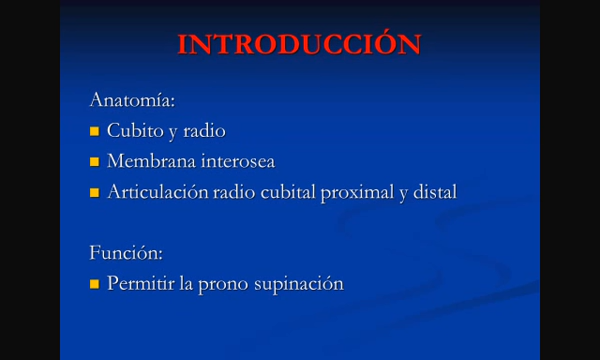 INTRODUCCIÓN
Anatomía:
Cubito y radio
Membrana interosea
Articulación radio cubital proximal y distal
Función:
Permitir la prono supinación